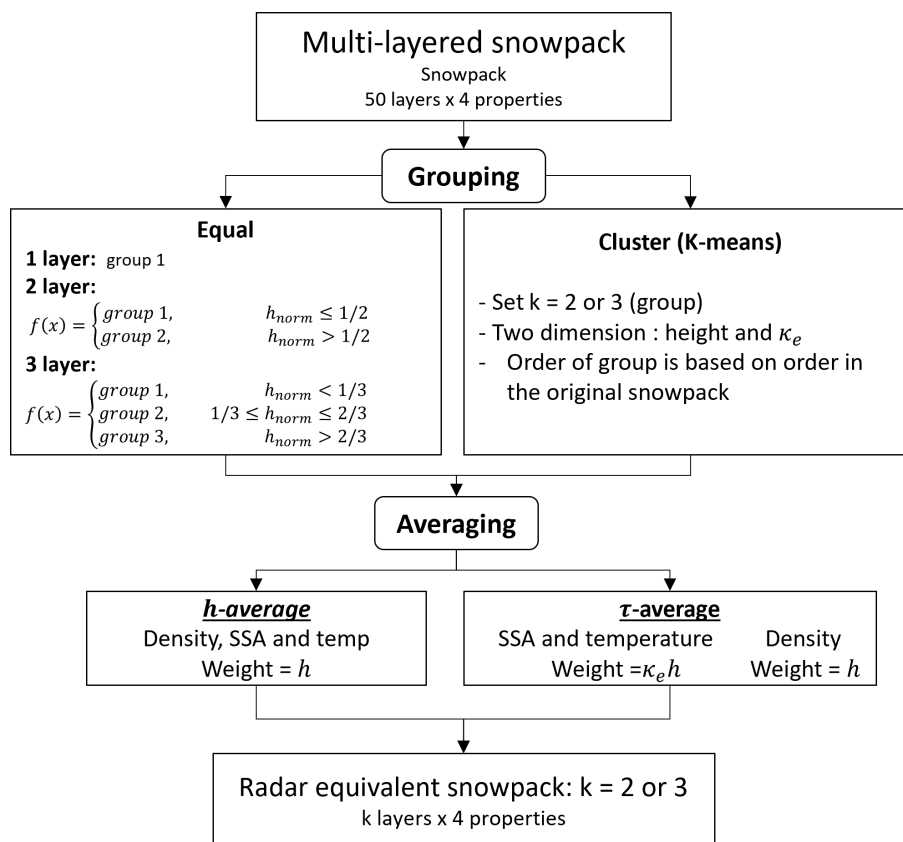 Multi-layered snowpack
Snowpack
50 layers x 4 properties
Grouping
Equal
1 layer: group 1
2 layer:
f(x) = { group 1, h_norm ≤ 1/2
group 2, h_norm > 1/2
3 layer:
f(x) = { group 1, h_norm < 1/3
group 2, 1/3 ≤ h_norm ≤ 2/3
group 3, h_norm > 2/3
Cluster (K-means)
- Set k = 2 or 3 (group)
- Two dimension : height and κ_e
- Order of group is based on order in
the original snowpack
Averaging
h-average
Density, SSA and temp
Weight = h
τ-average
SSA and temperature Density
Weight =κ_e h Weight = h
Radar equivalent snowpack: k = 2 or 3
k layers x 4 properties